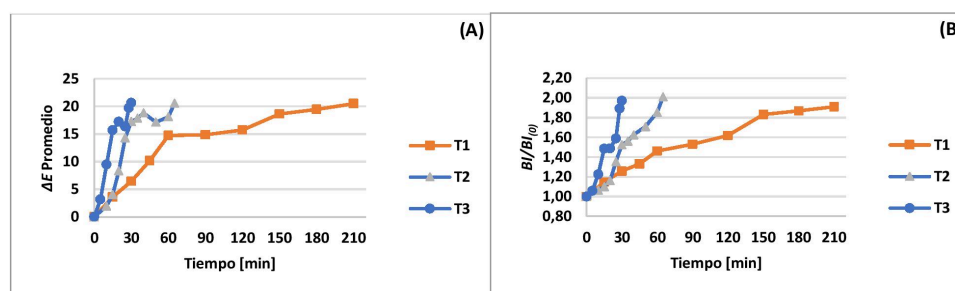 (A)
ΔE Promedio
25
20
15
10
5
0
0 30 60 90 120 150 180 210
Tiempo [min]
T1
T2
T3
(B
BI/BI(0)
2,20
2,00
1,80
1,60
1,40
1,20
1,00
0,80
0 30 60 90 120 150 180 210
Tiempo [min]
T1
T2
T3